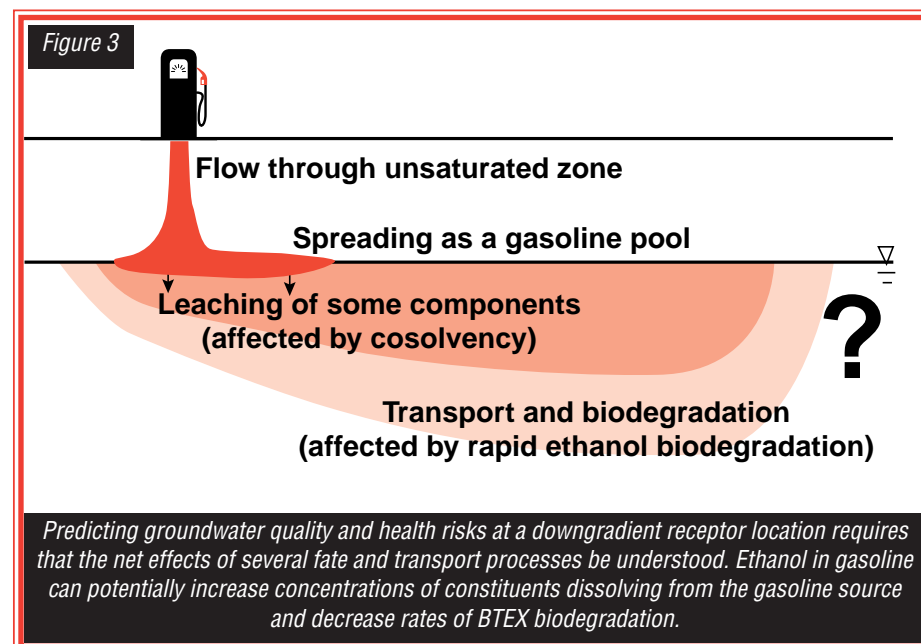 Figure 3
Flow through unsaturated zone
Spreading as a gasoline pool
Leaching of some components
(affected by cosolvency)
?
Transport and biodegradation
(affected by rapid ethanol biodegradation)
Predicting groundwater quality and health risks at a downgradient receptor location requires
that the net effects of several fate and transport processes be understood. Ethanol in gasoline
can potentially increase concentrations of constituents dissolving from the gasoline source
and decrease rates of BTEX biodegradation.